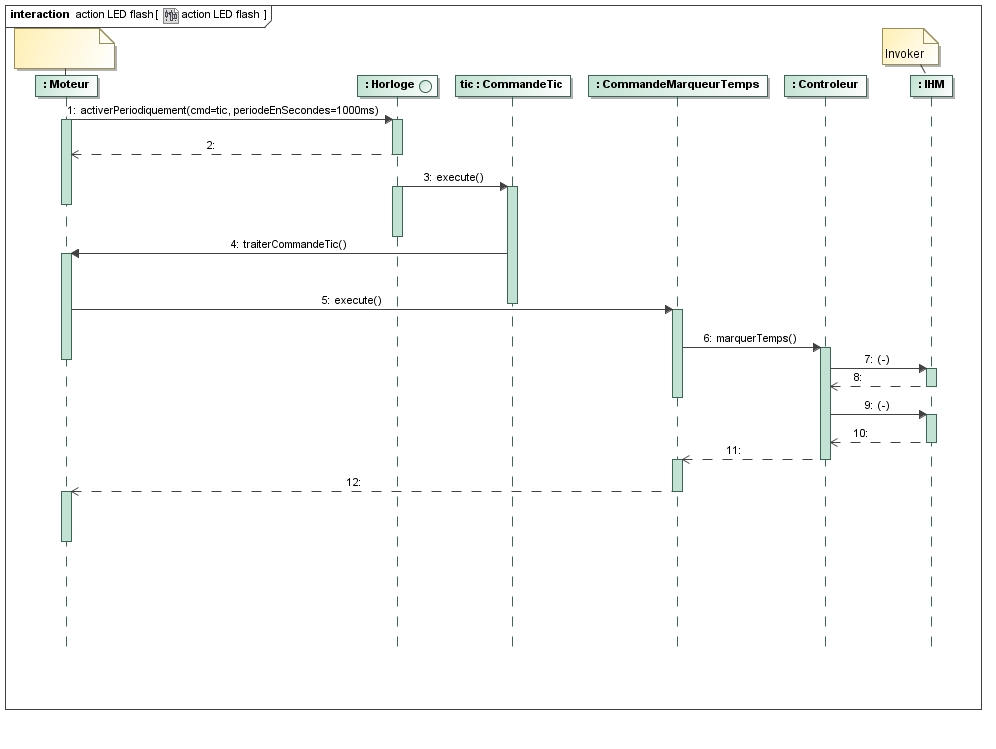 interaction action LED flash [ action LED flash ]
Invoker
: Moteur
: Horloge
tic : CommandeTic
: CommandeMarqueurTemps
: Controleur
: IHM
1: activerPeriodiquement(cmd=tic, periodeEnSecondes=1000ms)
2:
3: execute()
4: traiterCommandeTic()
5: execute()
6: marquerTemps()
7: (-)
8:
9: (-)
10:
11:
12: